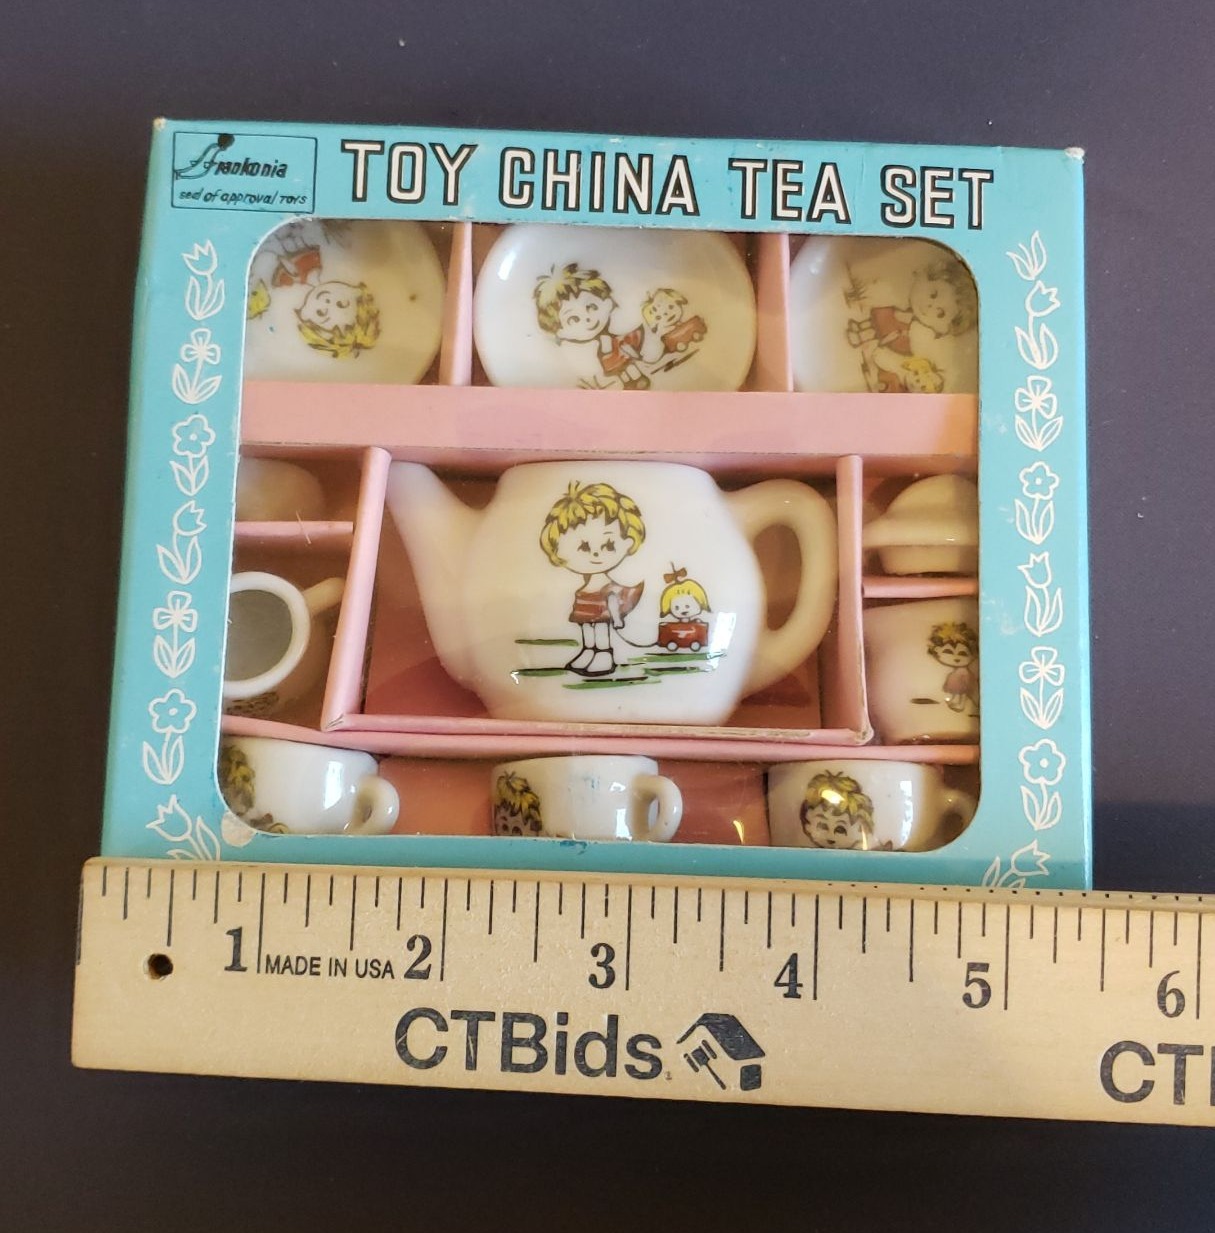 Frankonia
seal of approval TOYS
TOY CHINA TEA SET
1 MADE IN USA 2 3 4 5 6
CTBids
CT